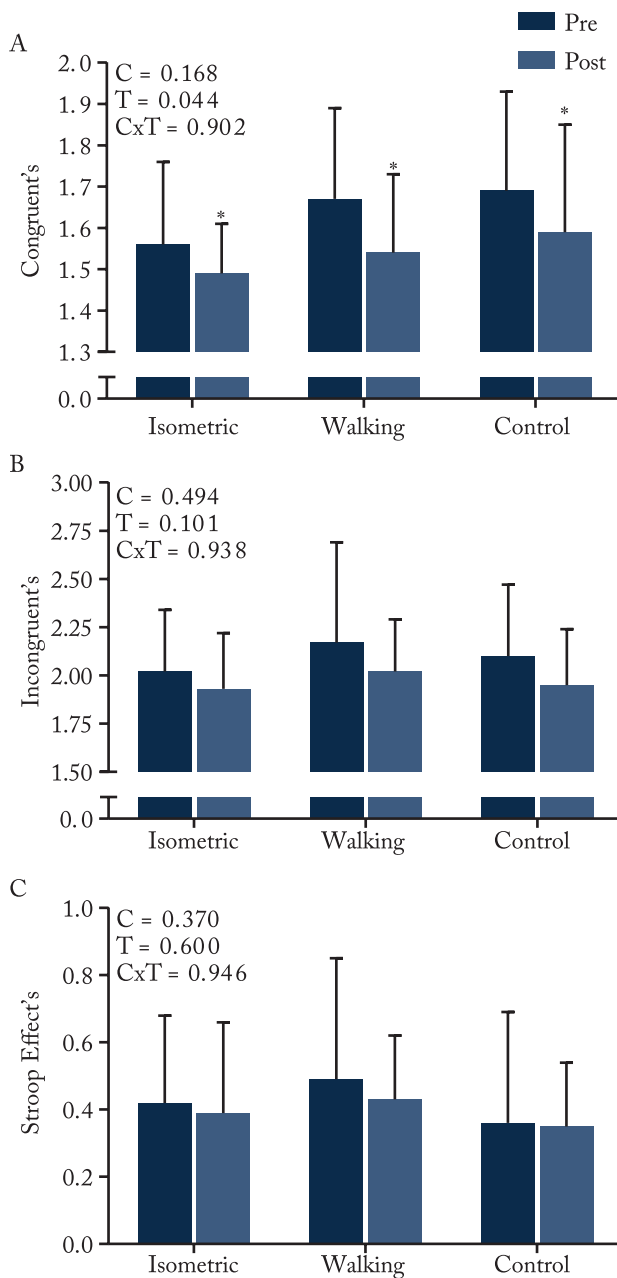 Pre
Post
A
C = 0.168
T = 0.044
CxT = 0.902
Congruent's
2.0
1.9
1.8
1.7
1.6
1.5
1.4
1.3
0.0
*
*
*
Isometric Walking Control
B
C = 0.494
T = 0.101
CxT = 0.938
Incongruent's
3.00
2.75
2.50
2.25
2.00
1.75
1.50
0.0
Isometric Walking Control
C
C = 0.370
T = 0.600
CxT = 0.946
Stroop Effect's
1.0
0.8
0.6
0.4
0.2
0.0
Isometric Walking Control